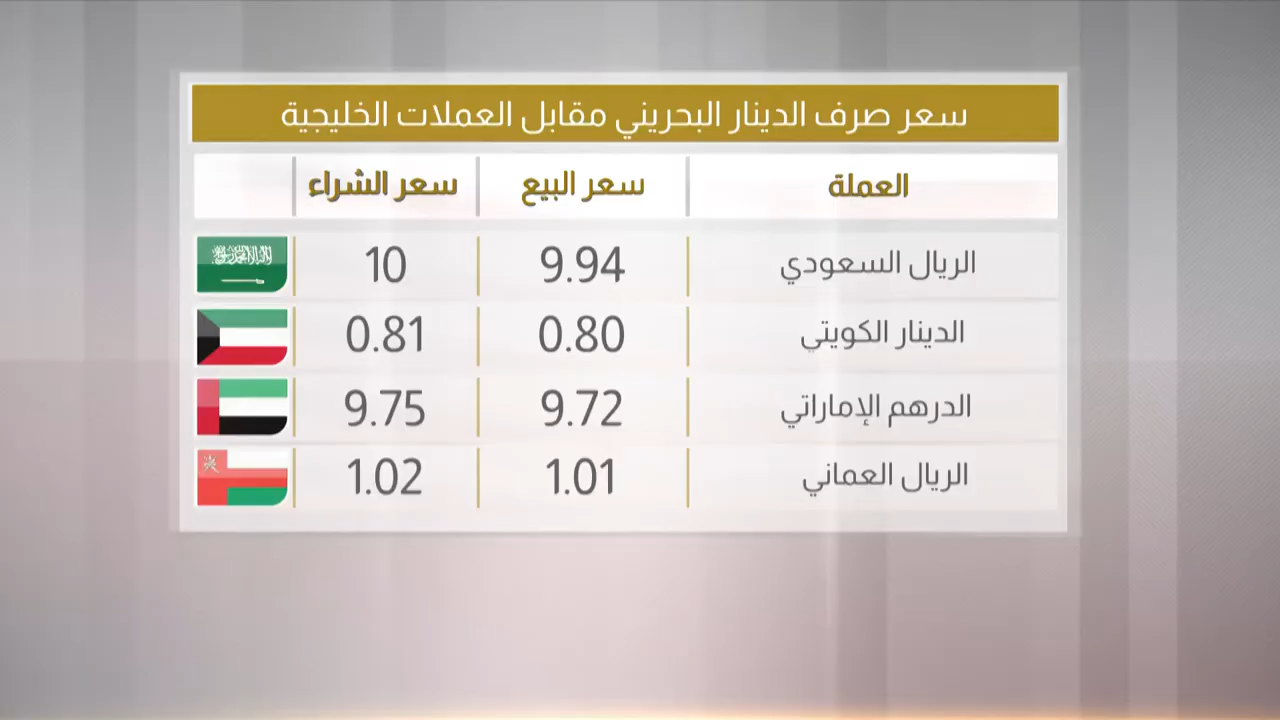 سعر صرف الدينار البحريني مقابل العملات الخليجية
العملة سعر البيع سعر الشراء
الريال السعودي 9.94 10
الدينار الكويتي 0.80 0.81
الدرهم الإماراتي 9.72 9.75
الريال العماني 1.01 1.02